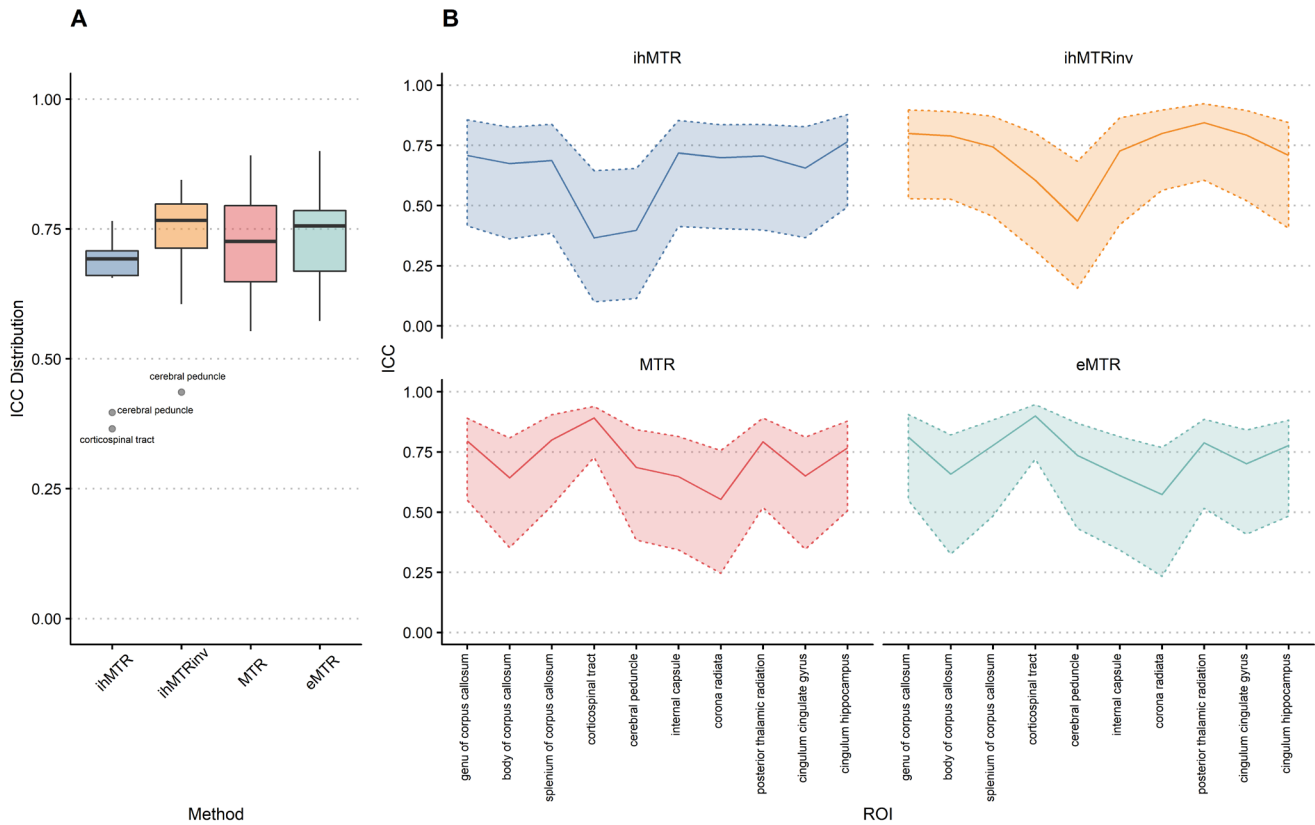 A
ICC Distribution
1.00
0.75
0.50
0.25
0.00
cerebral peduncle
cerebral peduncle
corticospinal tract
ihMTR
ihMTRinv
MTR
eMTR
Method
B
ICC
ihMTR
1.00
0.75
0.50
0.25
0.00
ihMTRinv
MTR
1.00
0.75
0.50
0.25
0.00
eMTR
genu of corpus callosum
body of corpus callosum
splenium of corpus callosum
corticospinal tract
cerebral peduncle
internal capsule
corona radiata
posterior thalamic radiation
cingulum cingulate gyrus
cingulum hippocampus
genu of corpus callosum
body of corpus callosum
splenium of corpus callosum
corticospinal tract
cerebral peduncle
internal capsule
corona radiata
posterior thalamic radiation
cingulum cingulate gyrus
cingulum hippocampus
ROI